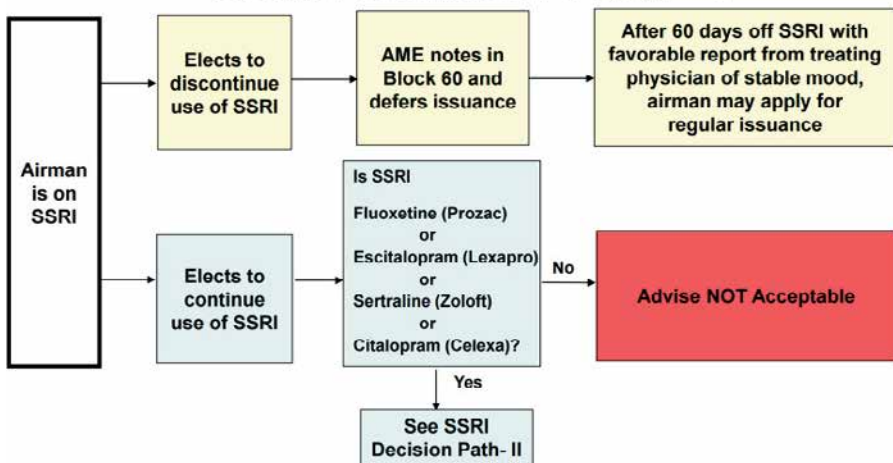 Airman
is on
SSRI
Elects to
discontinue
use of SSRI
AME notes in
Block 60 and
defers issuance
After 60 days off SSRI with
favorable report from treating
physician of stable mood,
airman may apply for
regular issuance
Elects to
continue
use of SSRI
Is SSRI
Fluoxetine (Prozac)
or
Escitalopram (Lexapro)
or
Sertraline (Zoloft)
or
Citalopram (Celexa)?
No
Advise NOT Acceptable
Yes
See SSRI
Decision Path- II